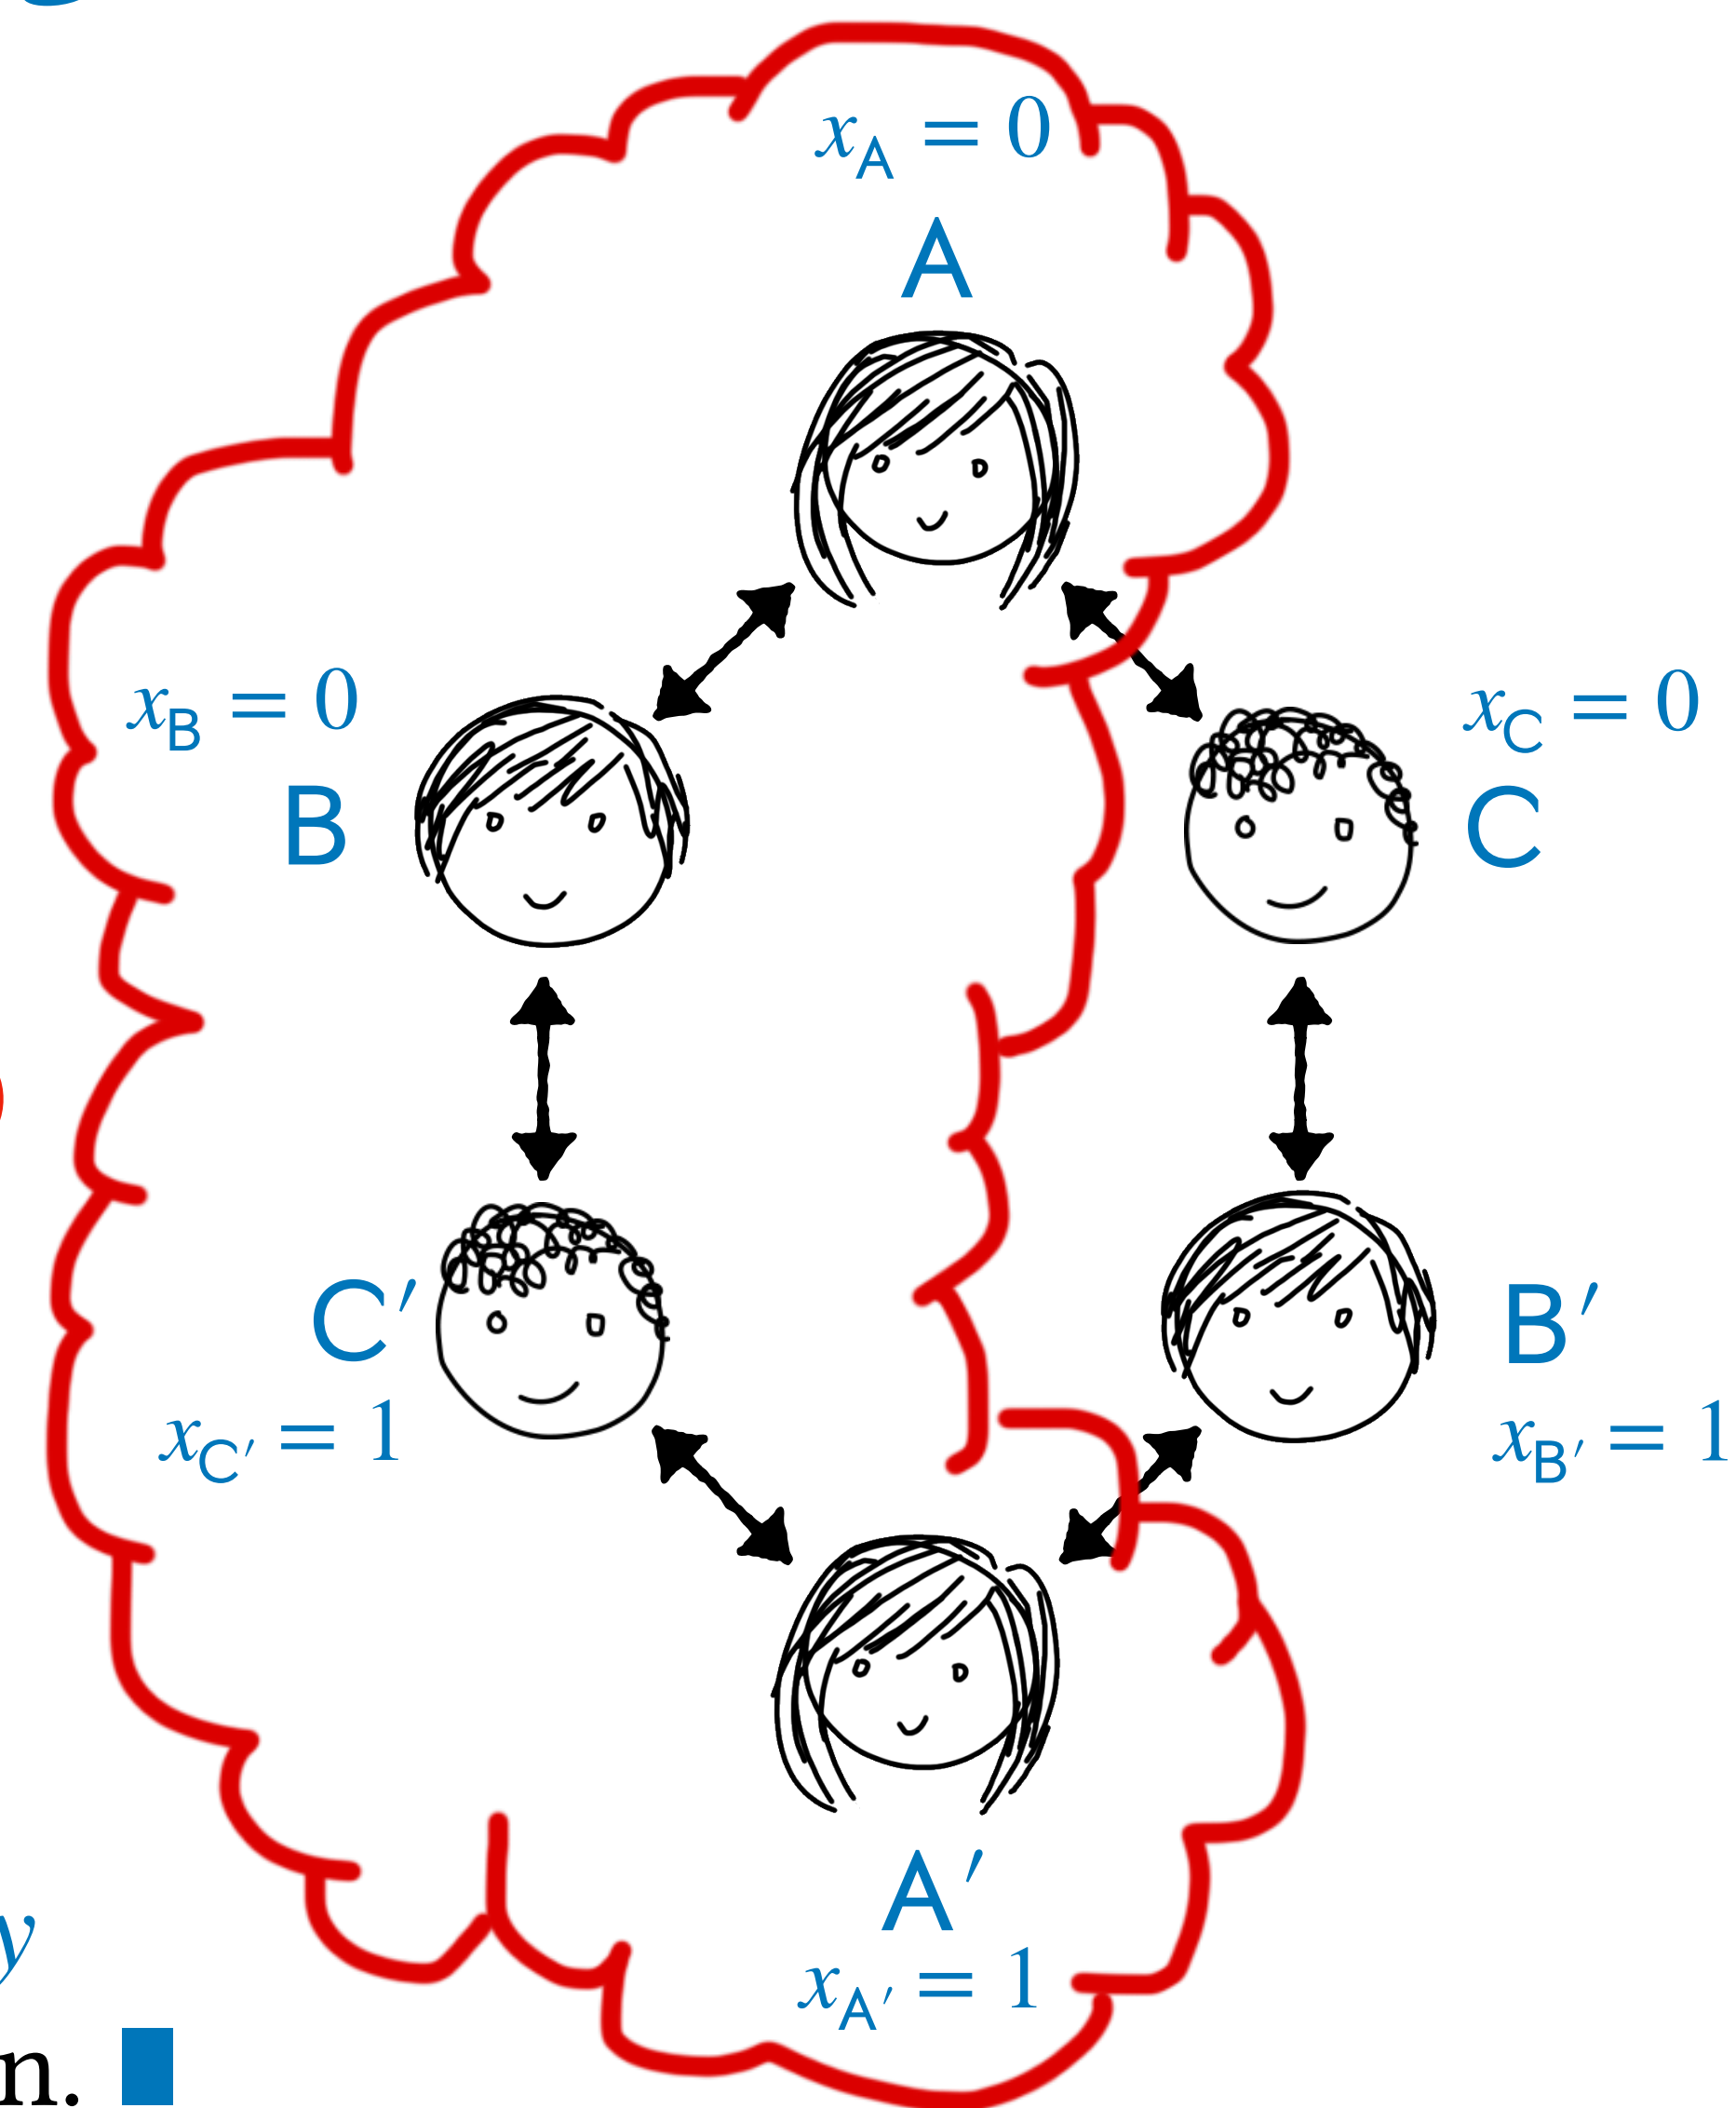 x_A = 0
A
x_B = 0
B
x_C = 0
C
C′
x_C′ = 1
B′
x_B′ = 1
A′
x_A′ = 1
y
n.